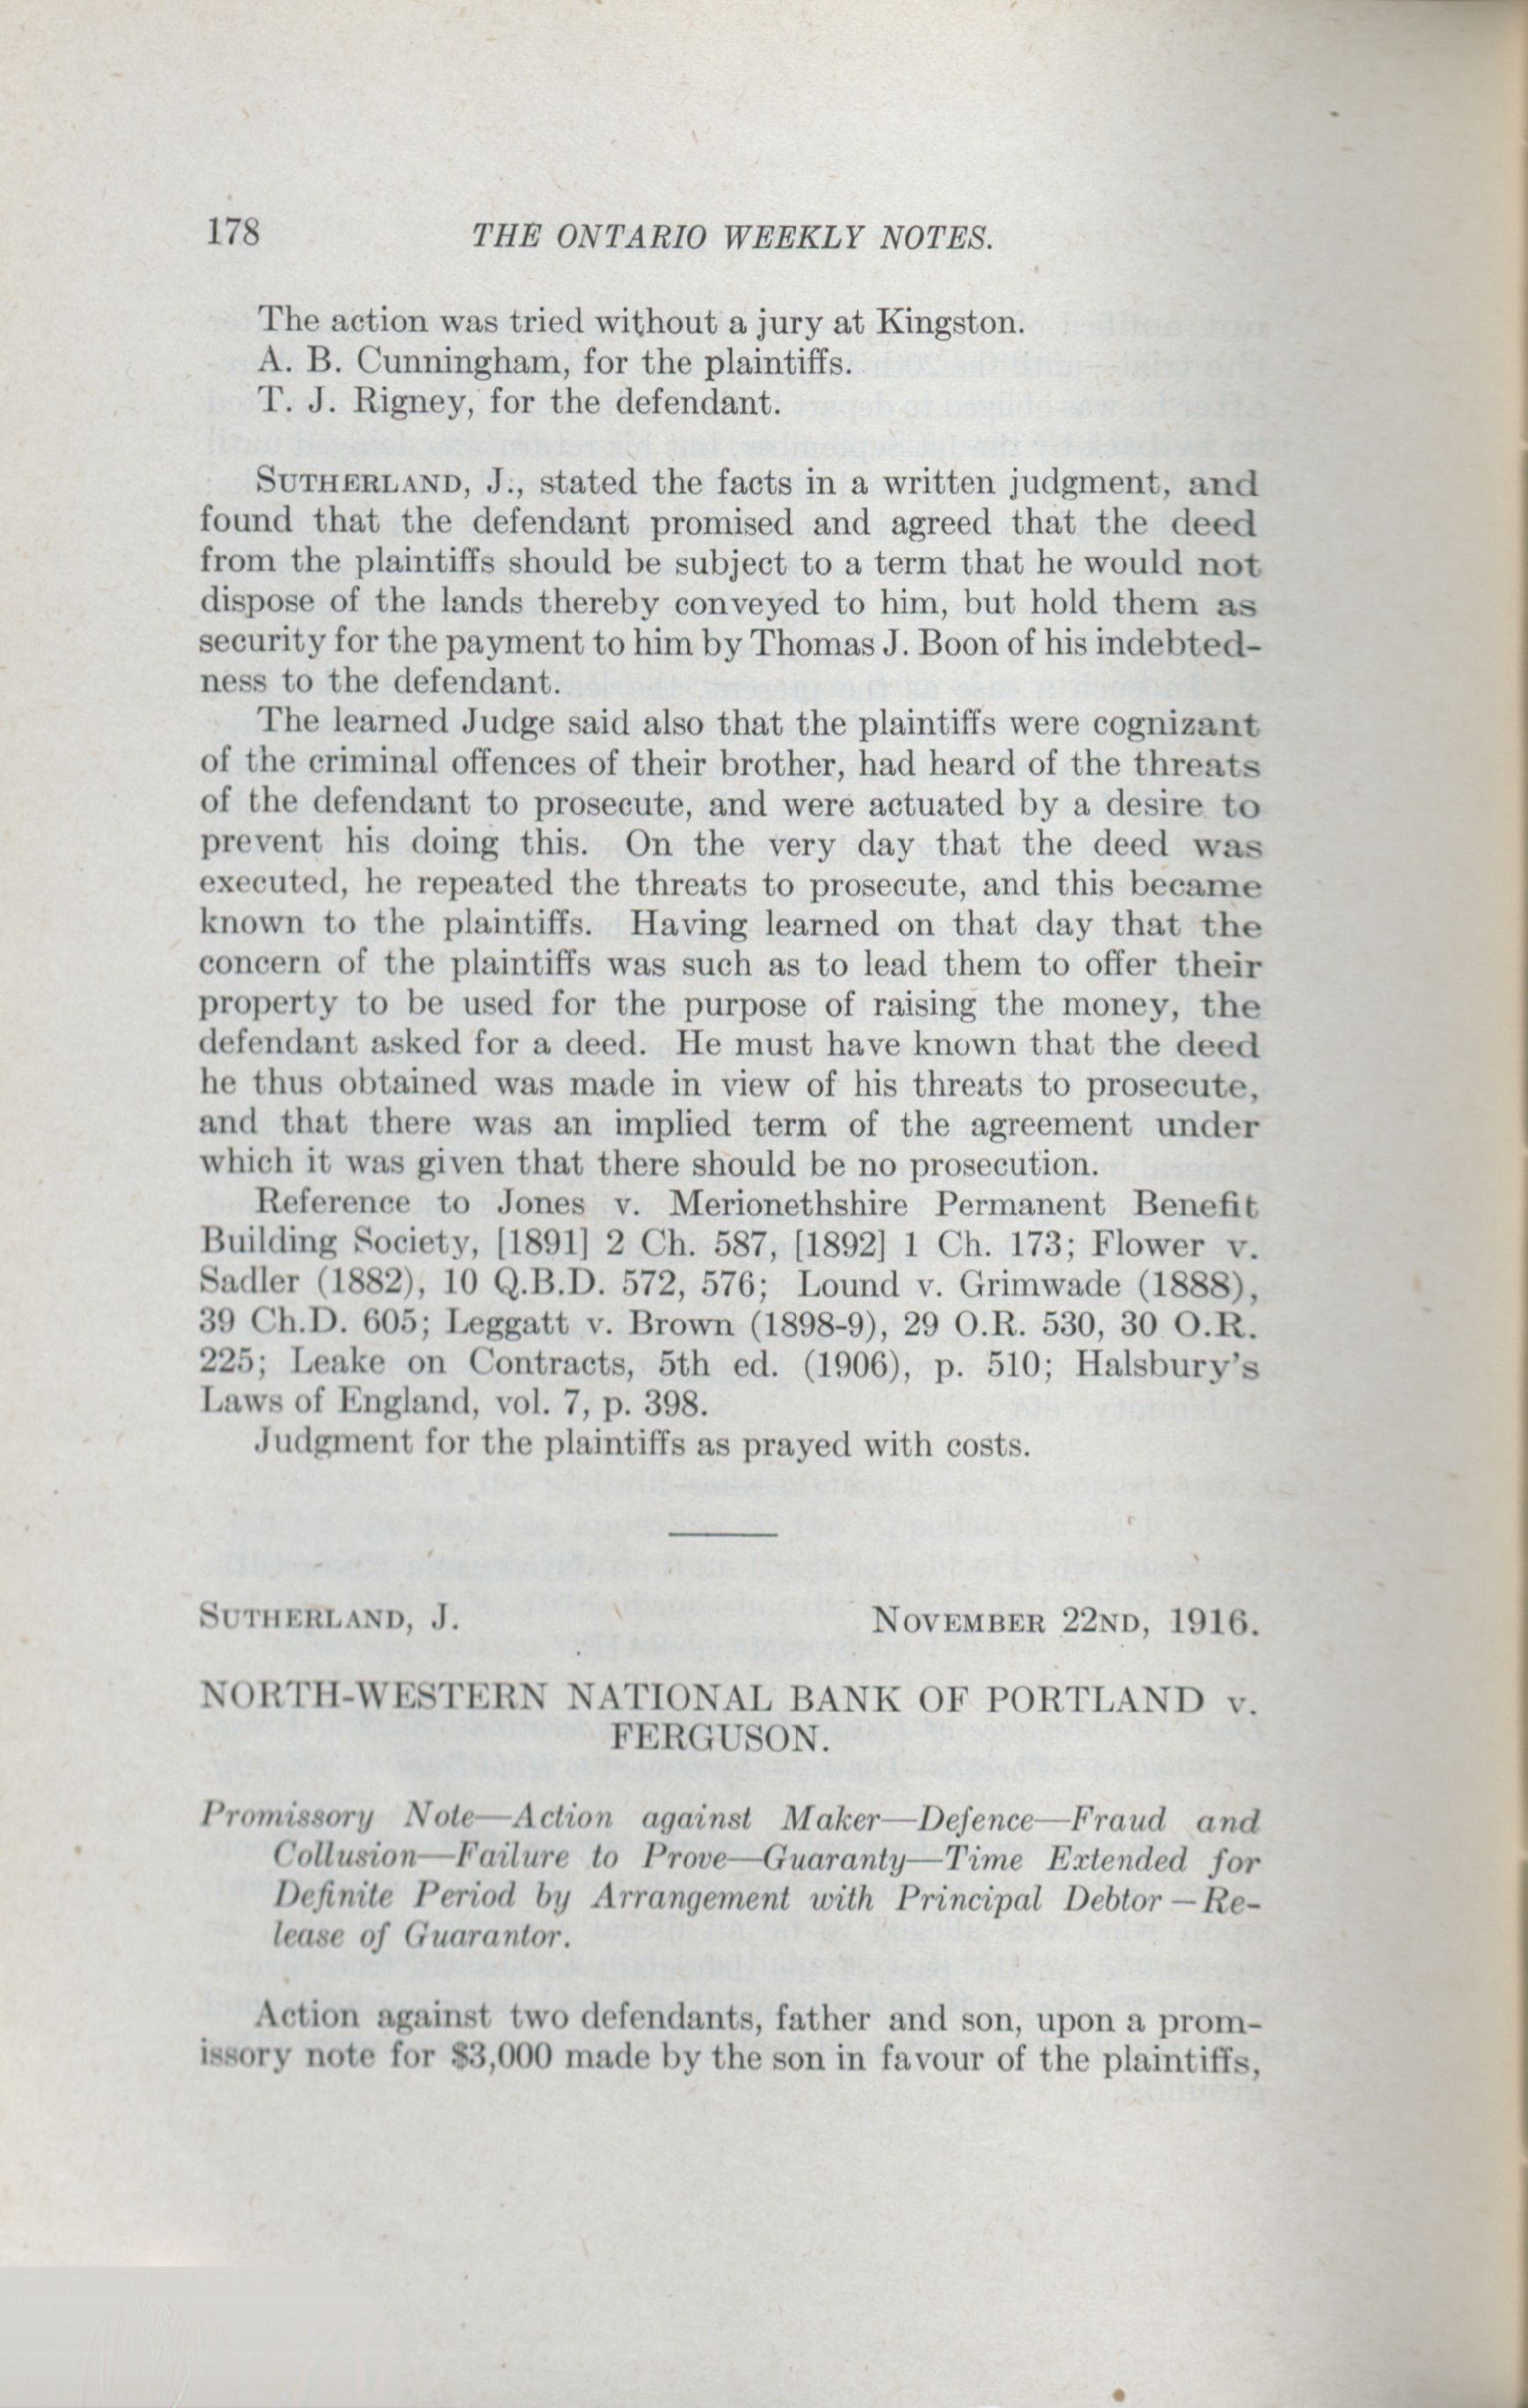 178 THE ONTARIO WEEKLY NOTES.
The action was tried without a jury at Kingston.
A. B. Cunningham, for the plaintiffs.
T. J. Rigney, for the defendant.
SUTHERLAND, J., stated the facts in a written judgment, and
found that the defendant promised and agreed that the deed
from the plaintiffs should be subject to a term that he would not
dispose of the lands thereby conveyed to him, but hold them as
security for the payment to him by Thomas J. Boon of his indebted-
ness to the defendant.
The learned Judge said also that the plaintiffs were cognizant
of the criminal offences of their brother, had heard of the threats
of the defendant to prosecute, and were actuated by a desire to
prevent his doing this. On the very day that the deed was
executed, he repeated the threats to prosecute, and this became
known to the plaintiffs. Having learned on that day that the
concern of the plaintiffs was such as to lead them to offer their
property to be used for the purpose of raising the money, the
defendant asked for a deed. He must have known that the deed
he thus obtained was made in view of his threats to prosecute,
and that there was an implied term of the agreement under
which it was given that there should be no prosecution.
Reference to Jones v. Merionethshire Permanent Benefit
Building Society, [1891] 2 Ch. 587, [1892] 1 Ch. 173; Flower v.
Sadler (1882), 10 Q.B.D. 572, 576; Lound v. Grimwade (1888),
39 Ch.D. 605; Leggatt v. Brown (1898-9), 29 O.R. 530, 30 O.R.
225; Leake on Contracts, 5th ed. (1906), p. 510; Halsbury's
Laws of England, vol. 7, p. 398.
Judgment for the plaintiffs as prayed with costs.
SUTHERLAND, J. NOVEMBER 22ND, 1916.
NORTH-WESTERN NATIONAL BANK OF PORTLAND v.
FERGUSON.
Promissory Note—Action against Maker—Defence—Fraud and
Collusion—Failure to Prove—Guaranty—Time Extended for
Definite Period by Arrangement with Principal Debtor—Re-
lease of Guarantor.
Action against two defendants, father and son, upon a prom-
issory note for $3,000 made by the son in favour of the plaintiffs,